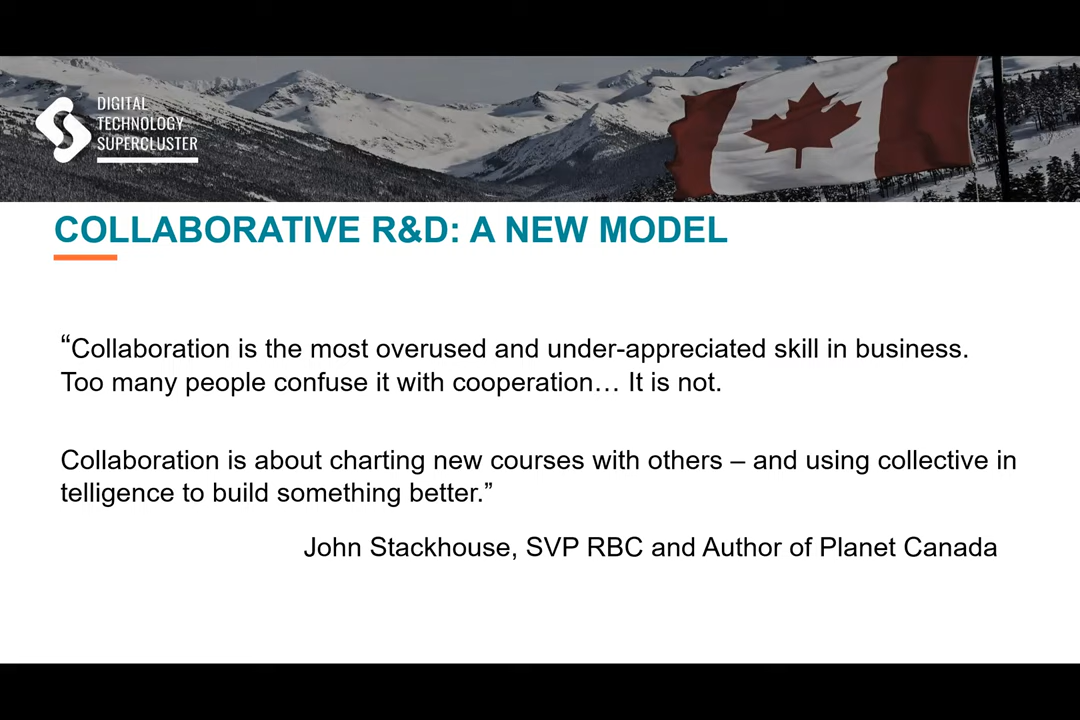 DIGITAL
TECHNOLOGY
SUPERCLUSTER
COLLABORATIVE R&D: A NEW MODEL
“Collaboration is the most overused and under-appreciated skill in business.
Too many people confuse it with cooperation… It is not.
Collaboration is about charting new courses with others – and using collective in
telligence to build something better.”
John Stackhouse, SVP RBC and Author of Planet Canada